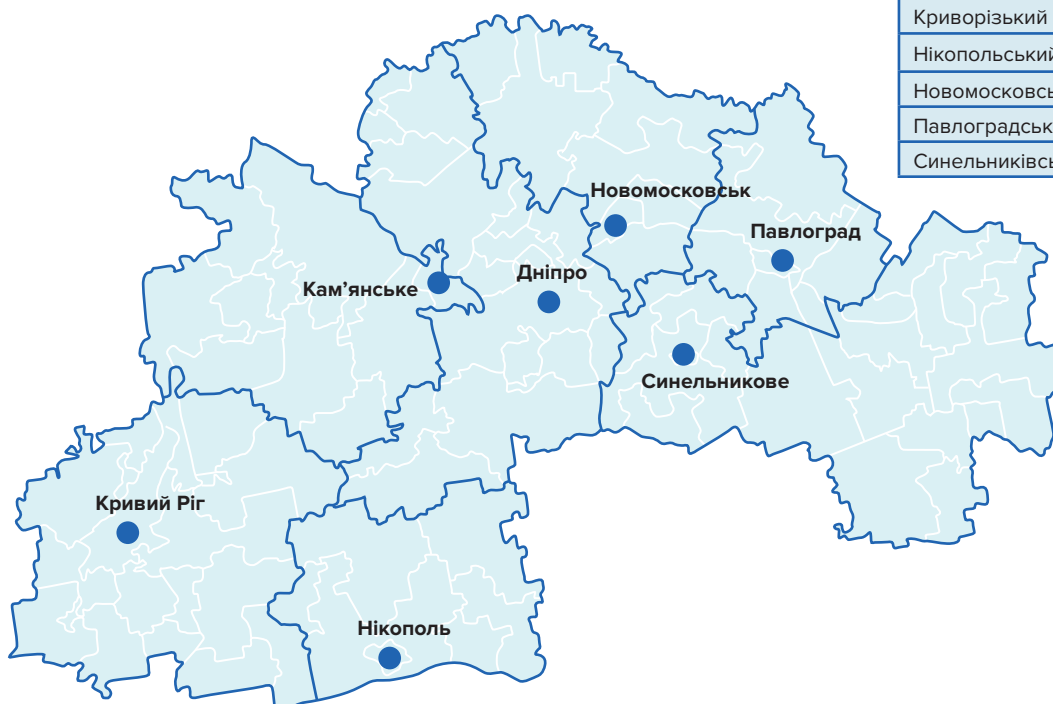 Криворізький
Нікопольський
Новомосковсь
Павлоградськ
Синельниківсь
Новомосковськ
Павлоград
Дніпро
Кам’янське
Синельникове
Кривий Ріг
Нікополь